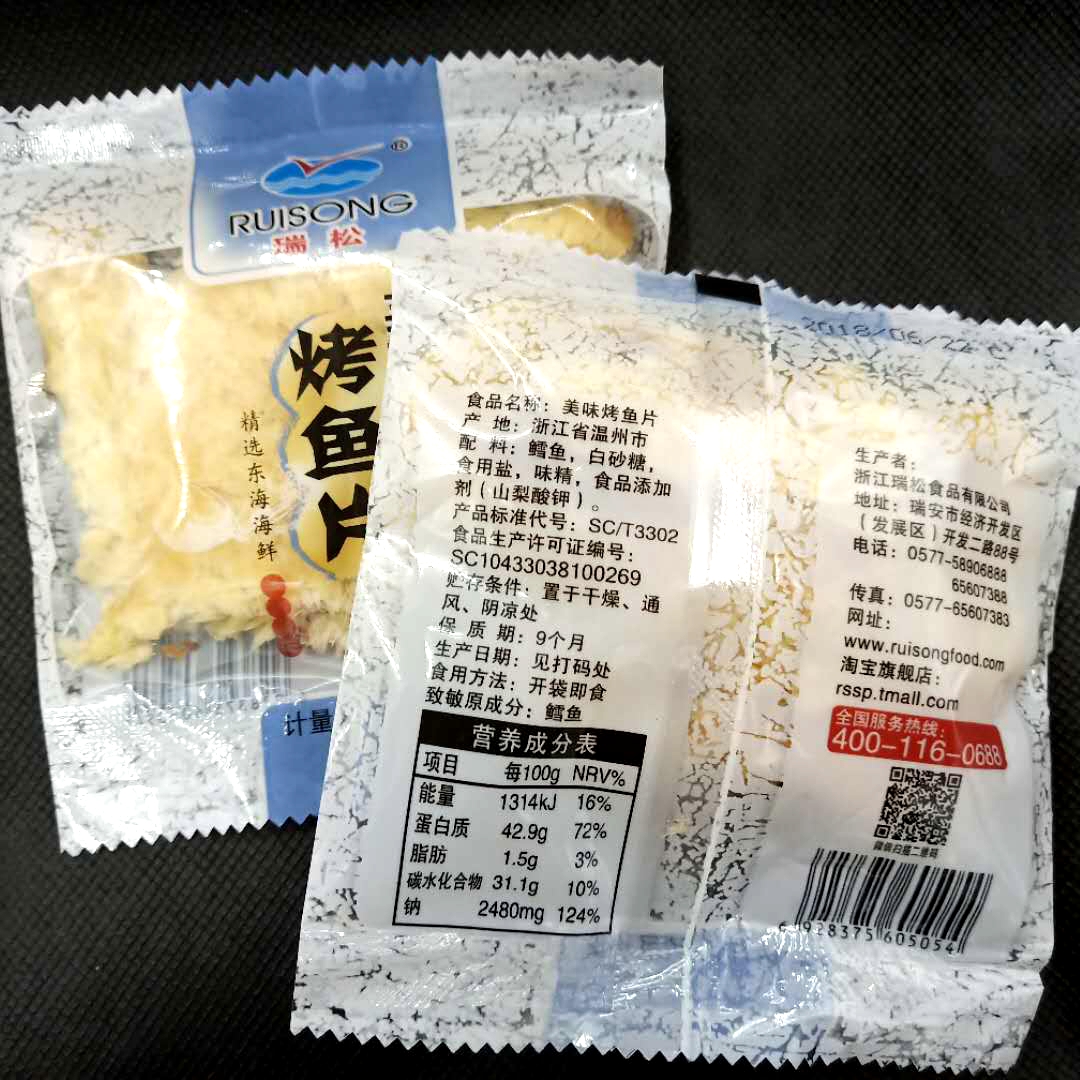 RUISONG
®
瑞松
烤鱼片
精选东海海鲜
计量
2018/06/22 C
食品名称：美味烤鱼片
产 地：浙江省温州市
配 料：鳕鱼，白砂糖，
食用盐，味精，食品添加
剂（山梨酸钾）。
产品标准代号：SC/T3302
食品生产许可证编号：
SC10433038100269
贮存条件：置于干燥、通
风、阴凉处
保 质 期：9个月
生产日期：见打码处
食用方法：开袋即食
致敏原成分：鳕鱼
营养成分表
项目 每100g NRV%
能量 1314kJ 16%
蛋白质 42.9g 72%
脂肪 1.5g 3%
碳水化合物 31.1g 10%
钠 2480mg 124%
生产者：
浙江瑞松食品有限公司
地址：瑞安市经济开发区
（发展区）开发二路88号
电话：0577-58906888
65607388
传真：0577-65607383
网址：
www.ruisongfood.com
淘宝旗舰店：
rssp.tmall.com
全国服务热线：
400-116-0688
微信扫描二维码
6 928375 605054